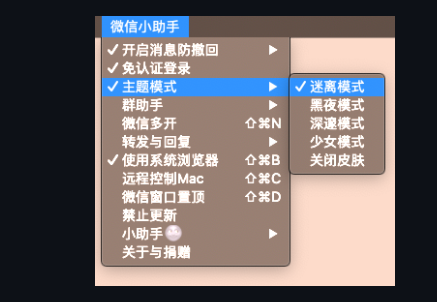 微信小助手
✓ 开启消息防撤回 ▶
✓ 免认证登录
✓ 主题模式 ▶
群助手 ▶
微信多开 ⇧⌘N
转发与回复 ▶
✓ 使用系统浏览器 ⇧⌘B
远程控制Mac ⇧⌘C
微信窗口置顶 ⇧⌘D
禁止更新
小助手 ▶
关于与捐赠
✓ 迷离模式
黑夜模式
深邃模式
少女模式
关闭皮肤